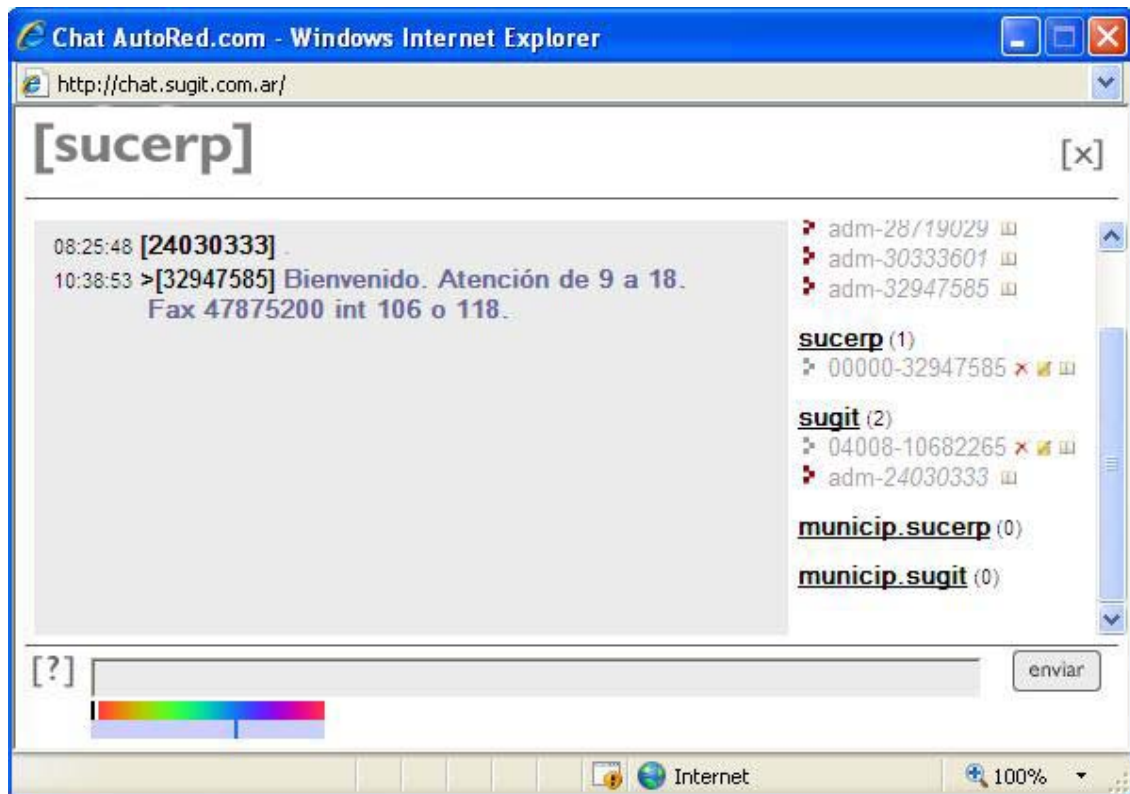 Chat AutoRed.com - Windows Internet Explorer
http://chat.sugit.com.ar/
[sucerp]
[x]
08:25:48 [24030333] .
10:38:53 >[32947585] Bienvenido. Atención de 9 a 18.
Fax 47875200 int 106 o 118.
adm-28719029
adm-30333601
adm-32947585
sucerp (1)
00000-32947585
sugit (2)
04008-10682265
adm-24030333
municip.sucerp (0)
municip.sugit (0)
[?]
enviar
Internet
100%